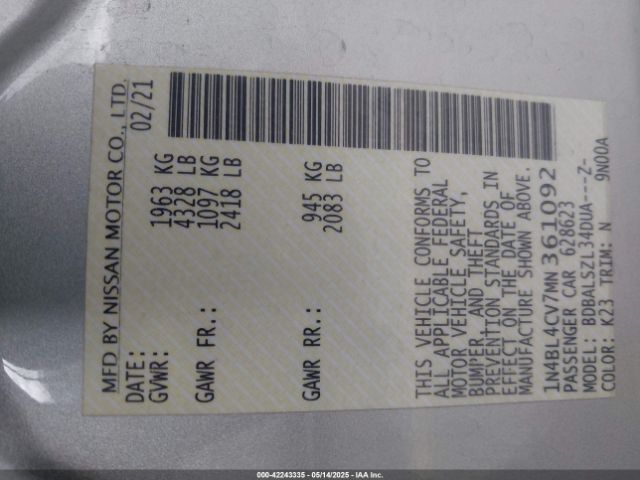 MFD BY NISSAN MOTOR CO., LTD.
DATE: 02/21
GVWR: 1963 KG
4328 LB
GAWR FR.: 1097 KG
2418 LB
GAWR RR.: 945 KG
2083 LB
THIS VEHICLE CONFORMS TO
ALL APPLICABLE FEDERAL
MOTOR VEHICLE SAFETY,
BUMPER AND THEFT
PREVENTION STANDARDS IN
EFFECT ON THE DATE OF
MANUFACTURE SHOWN ABOVE.
1N4BL4CV7MN361092
PASSENGER CAR 628623
MODEL: BDBALSZL34DUA----Z-
COLOR: K23 TRIM: N 9N00A
000-42243335 - 05/14/2025 - IAA Inc.